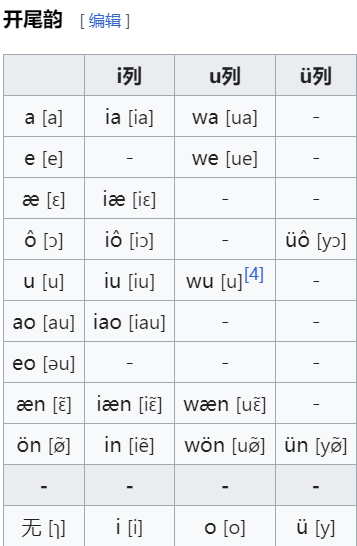 开尾韵 [ 编辑 ]
i列 u列 ü列
a [a] ia [ia] wa [ua] -
e [e] - we [ue] -
æ [ɛ] iæ [iɛ] - -
ô [ɔ] iô [iɔ] - üô [yɔ]
u [u] iu [iu] wu [u][4] -
ao [au] iao [iau] - -
eo [əu] - - -
æn [ɛ̃] iæn [iɛ̃] wæn [uɛ̃] -
ön [ø̃] in [iẽ] wön [uø̃] ün [yø̃]
- - - -
无 [ʅ] i [i] o [o] ü [y]